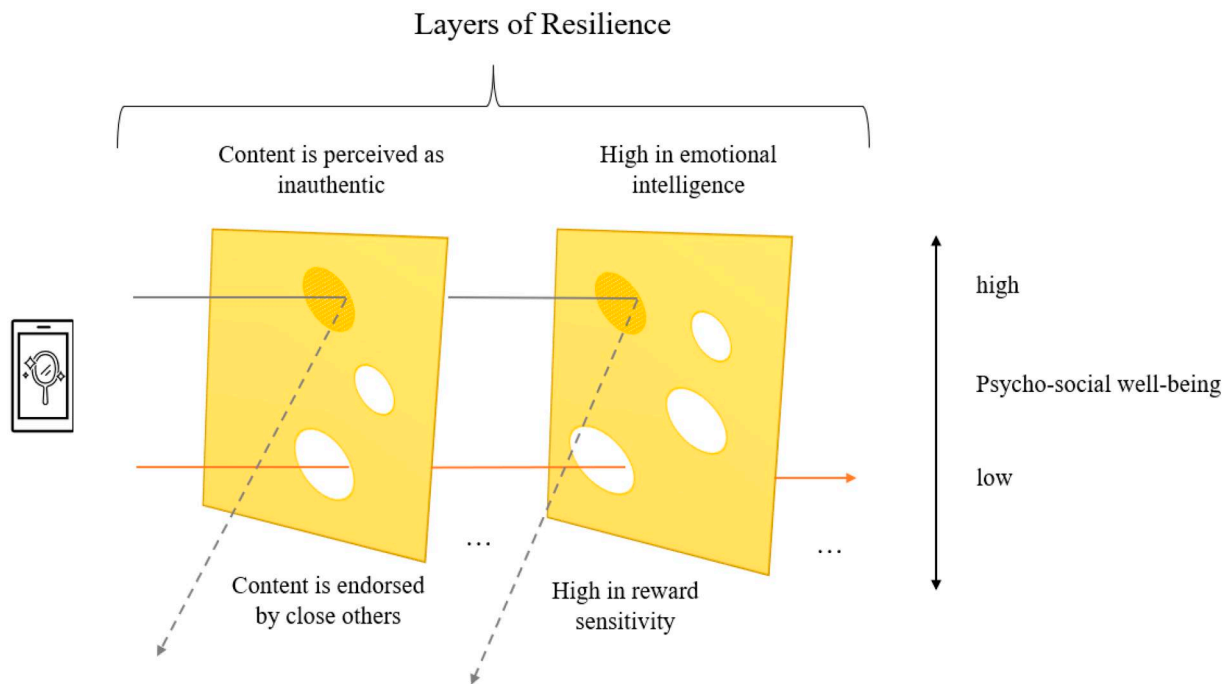 Layers of Resilience
Content is perceived as
inauthentic
High in emotional
intelligence
high
Psycho-social well-being
low
...
...
Content is endorsed
by close others
High in reward
sensitivity